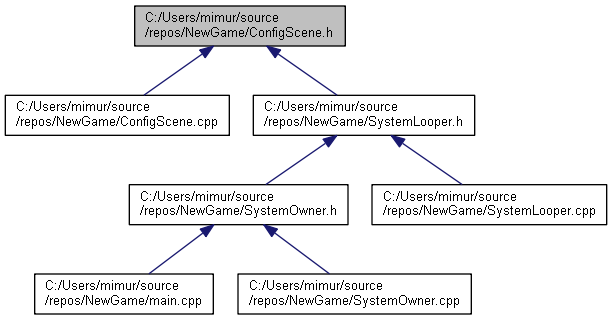 C:/Users/mimur/source
/repos/NewGame/ConfigScene.h
C:/Users/mimur/source
/repos/NewGame/ConfigScene.cpp
C:/Users/mimur/source
/repos/NewGame/SystemLooper.h
C:/Users/mimur/source
/repos/NewGame/SystemOwner.h
C:/Users/mimur/source
/repos/NewGame/SystemLooper.cpp
C:/Users/mimur/source
/repos/NewGame/main.cpp
C:/Users/mimur/source
/repos/NewGame/SystemOwner.cpp